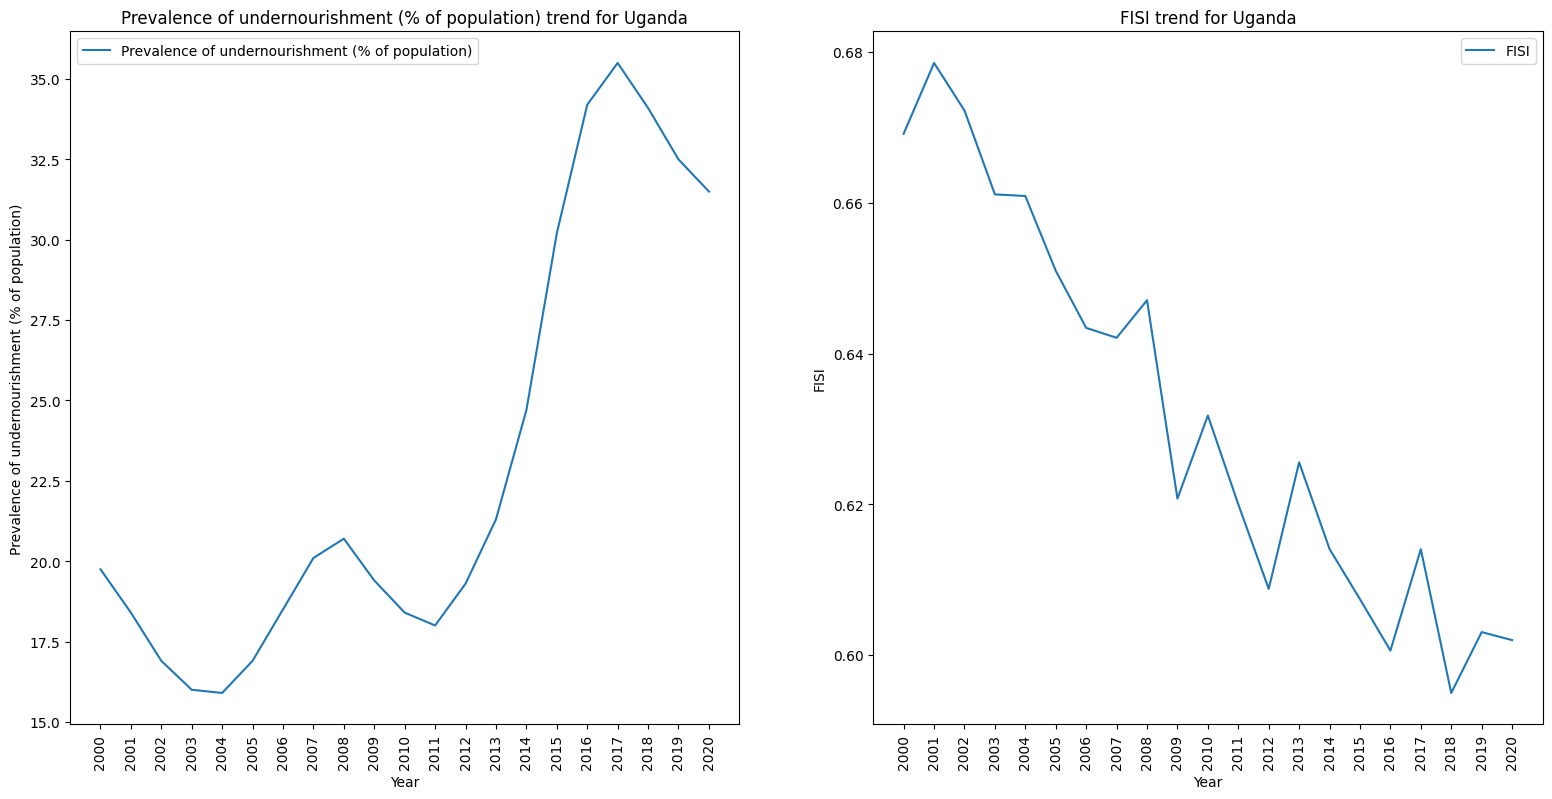 Prevalence of undernourishment (% of population) trend for Uganda
Prevalence of undernourishment (% of population)
Prevalence of undernourishment (% of population)
35.0
32.5
30.0
27.5
25.0
22.5
20.0
17.5
15.0
2000 2001 2002 2003 2004 2005 2006 2007 2008 2009 2010 2011 2012 2013 2014 2015 2016 2017 2018 2019 2020
Year
FISI trend for Uganda
FISI
FISI
0.68
0.66
0.64
0.62
0.60
2000 2001 2002 2003 2004 2005 2006 2007 2008 2009 2010 2011 2012 2013 2014 2015 2016 2017 2018 2019 2020
Year